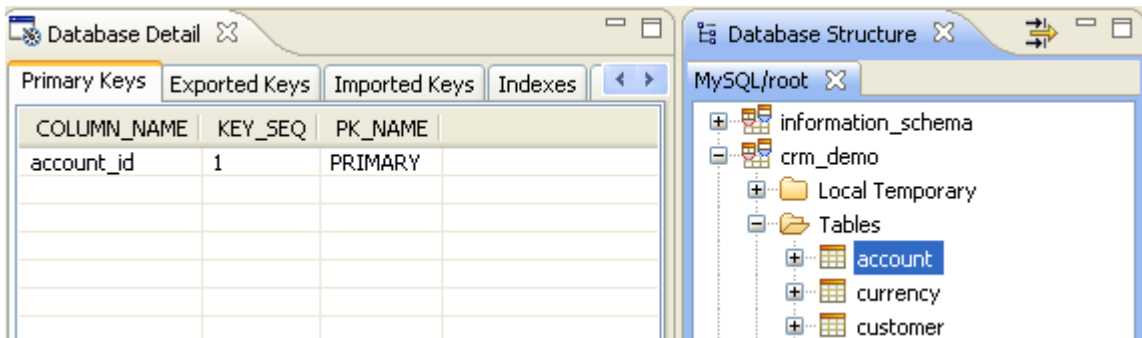 Database Detail
Primary Keys Exported Keys Imported Keys Indexes
COLUMN_NAME KEY_SEQ PK_NAME
account_id 1 PRIMARY
Database Structure
MySQL/root
information_schema
crm_demo
Local Temporary
Tables
account
currency
customer